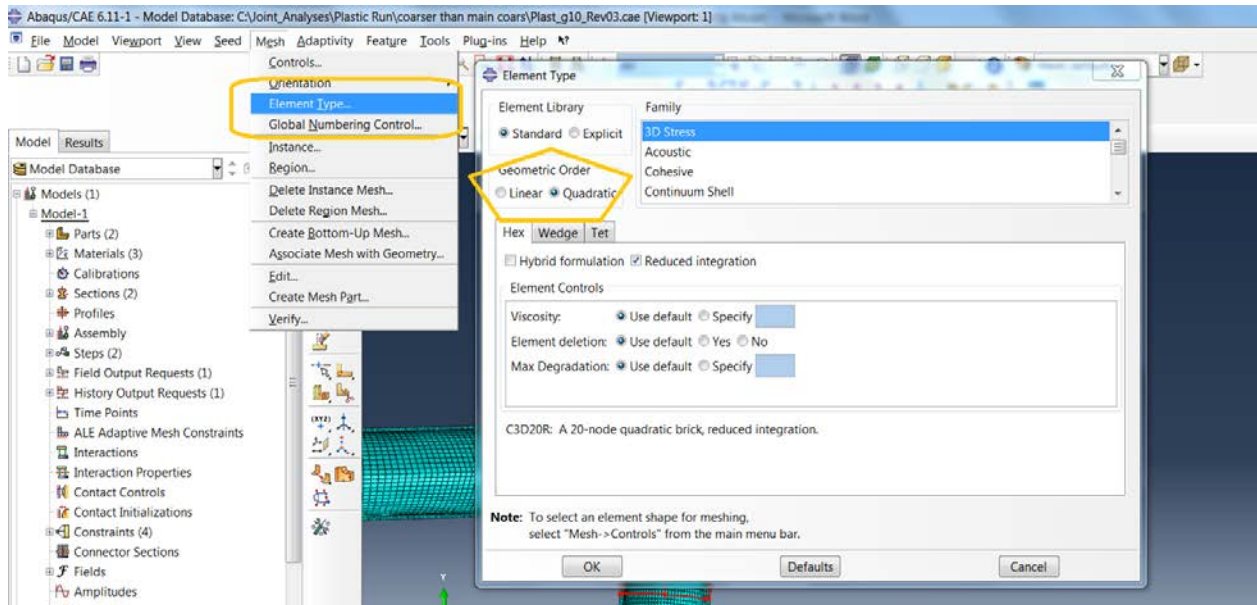 Abaqus/CAE 6.11-1 - Model Database: C:\Joint_Analyses\Plastic Run\coarser than main coars\Plast_g10_Rev03.cae [Viewport: 1]
File Model Viewport View Seed Mesh Adaptivity Feature Tools Plug-ins Help
Controls...
Orientation
Element Type...
Global Numbering Control...
Instance...
Region...
Delete Instance Mesh...
Delete Region Mesh...
Create Bottom-Up Mesh...
Associate Mesh with Geometry...
Edit...
Create Mesh Part...
Verify...
Model Results
Model Database
Models (1)
Model-1
Parts (2)
Materials (3)
Calibrations
Sections (2)
Profiles
Assembly
Steps (2)
Field Output Requests (1)
History Output Requests (1)
Time Points
ALE Adaptive Mesh Constraints
Interactions
Interaction Properties
Contact Controls
Contact Initializations
Constraints (4)
Connector Sections
Fields
Amplitudes
(XYZ)
Element Type
Element Library
Standard Explicit
Geometric Order
Linear Quadratic
Family
3D Stress
Acoustic
Cohesive
Continuum Shell
Hex Wedge Tet
Hybrid formulation Reduced integration
Element Controls
Viscosity: Use default Specify
Element deletion: Use default Yes No
Max Degradation: Use default Specify
C3D20R: A 20-node quadratic brick, reduced integration.
Note: To select an element shape for meshing,
select "Mesh->Controls" from the main menu bar.
OK Defaults Cancel
Y